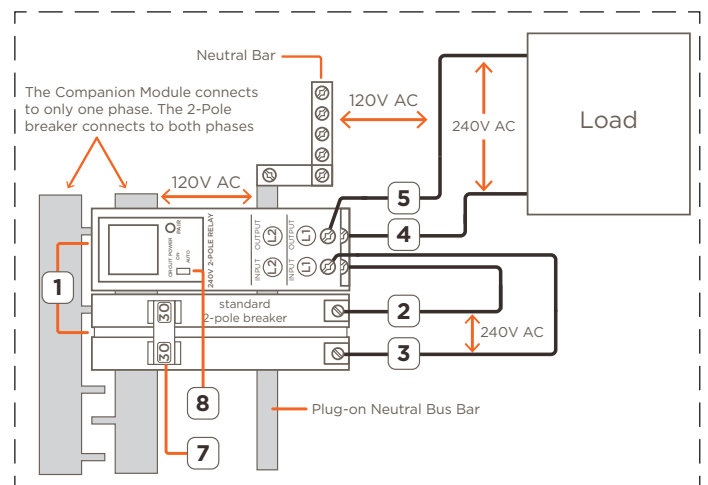 Neutral Bar
The Companion Module connects
to only one phase. The 2-Pole
breaker connects to both phases
120V AC
240V AC
Load
120V AC
5
4
CIRCUIT POWER
ON
AUTO
PAIR
240V 2-POLE RELAY
OUTPUT
L2
OUTPUT
L1
INPUT
L2
INPUT
L1
1
standard
2-pole breaker
30
30
2
240V AC
3
8
7
Plug-on Neutral Bus Bar